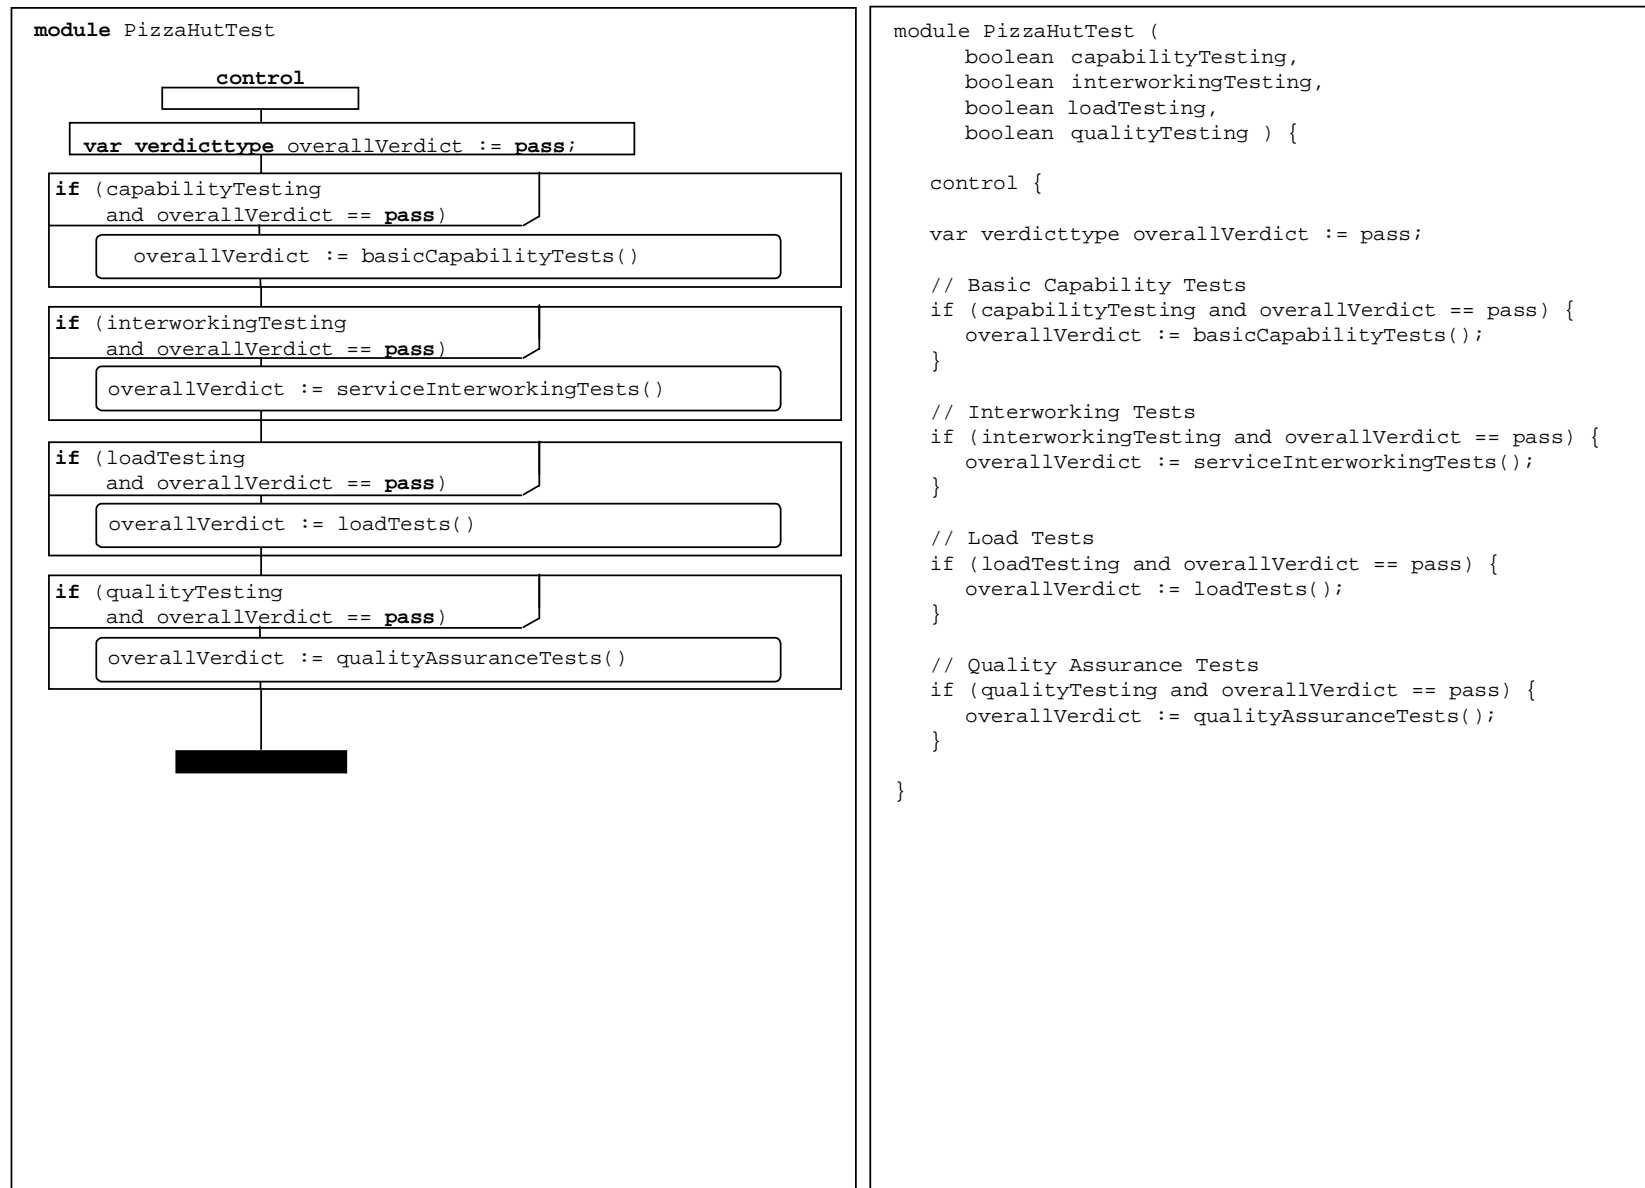 module PizzaHutTest
control
var verdicttype overallVerdict := pass;
if (capabilityTesting
and overallVerdict == pass)
overallVerdict := basicCapabilityTests()
if (interworkingTesting
and overallVerdict == pass)
overallVerdict := serviceInterworkingTests()
if (loadTesting
and overallVerdict == pass)
overallVerdict := loadTests()
if (qualityTesting
and overallVerdict == pass)
overallVerdict := qualityAssuranceTests()
module PizzaHutTest (
boolean capabilityTesting,
boolean interworkingTesting,
boolean loadTesting,
boolean qualityTesting ) {
control {
var verdicttype overallVerdict := pass;
// Basic Capability Tests
if (capabilityTesting and overallVerdict == pass) {
overallVerdict := basicCapabilityTests();
}
// Interworking Tests
if (interworkingTesting and overallVerdict == pass) {
overallVerdict := serviceInterworkingTests();
}
// Load Tests
if (loadTesting and overallVerdict == pass) {
overallVerdict := loadTests();
}
// Quality Assurance Tests
if (qualityTesting and overallVerdict == pass) {
overallVerdict := qualityAssuranceTests();
}
}